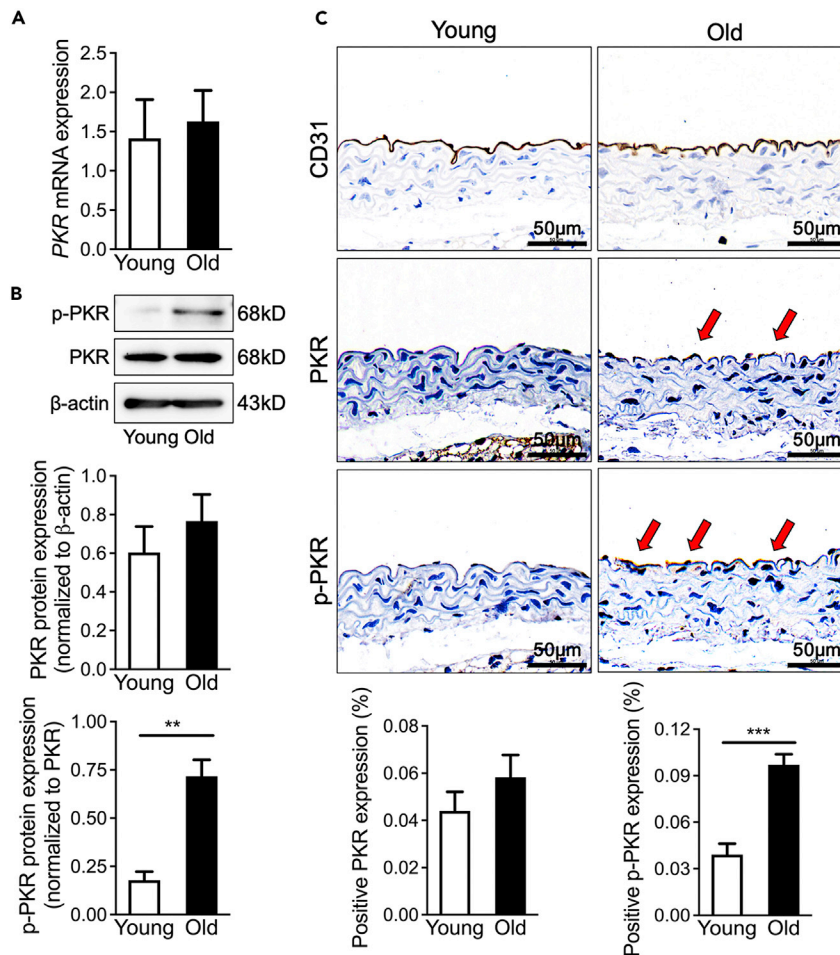 A
PKR mRNA expression
2.5
2.0
1.5
1.0
0.5
0.0
Young Old
B
p-PKR 68kD
PKR 68kD
β-actin 43kD
Young Old
PKR protein expression
(normalized to β-actin)
1.0
0.8
0.6
0.4
0.2
0.0
Young Old
p-PKR protein expression
(normalized to PKR)
1.00
0.75
0.50
0.25
0.00
**
Young Old
C
Young Old
CD31
50μm 50μm
PKR
50μm 50μm
p-PKR
50μm 50μm
Positive PKR expression (%)
0.08
0.06
0.04
0.02
0.00
Young Old
Positive p-PKR expression (%)
0.12
0.09
0.06
0.03
0.00
***
Young Old